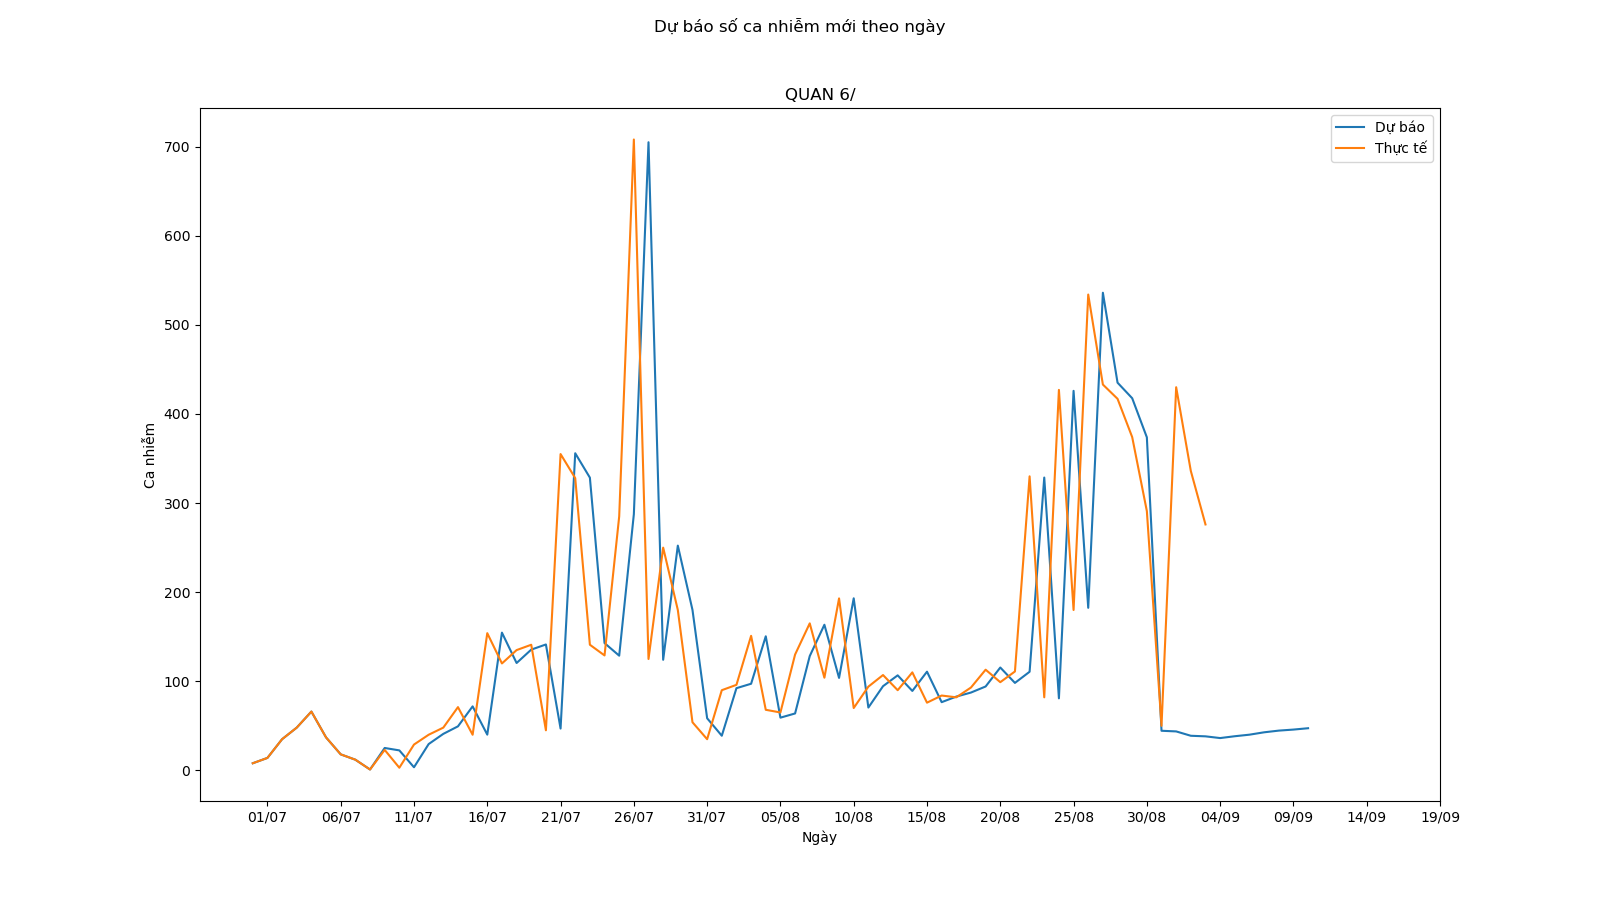 Dự báo số ca nhiễm mới theo ngày
QUAN 6/
Dự báo
Thực tế
700
600
500
400
300
200
100
0
Ca nhiễm
01/07 06/07 11/07 16/07 21/07 26/07 31/07 05/08 10/08 15/08 20/08 25/08 30/08 04/09 09/09 14/09 19/09
Ngày